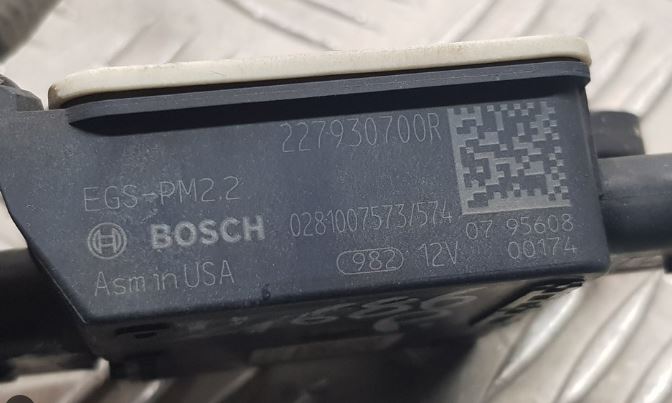 227930700R
EGS-PM2.2
BOSCH
0281007573/574
07 95608
Asm in USA
982
12V
00174